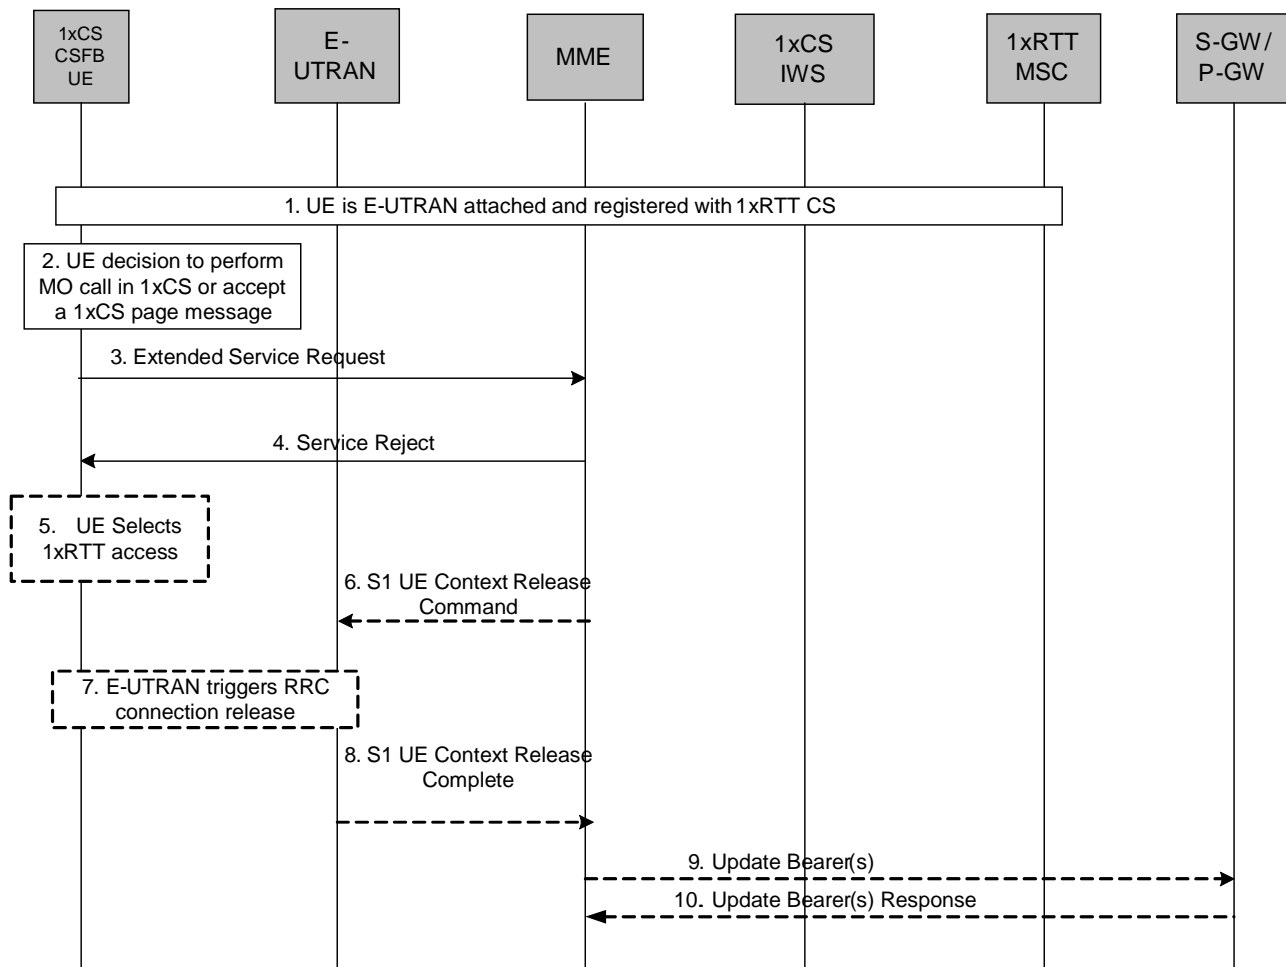 1xCS
CSFB
UE
E-
UTRAN
MME
1xCS
IWS
1xRTT
MSC
S-GW/
P-GW
1. UE is E-UTRAN attached and registered with 1xRTT CS
2. UE decision to perform
MO call in 1xCS or accept
a 1xCS page message
3. Extended Service Request
4. Service Reject
5. UE Selects
1xRTT access
6. S1 UE Context Release
Command
7. E-UTRAN triggers RRC
connection release
8. S1 UE Context Release
Complete
9. Update Bearer(s)
10. Update Bearer(s) Response